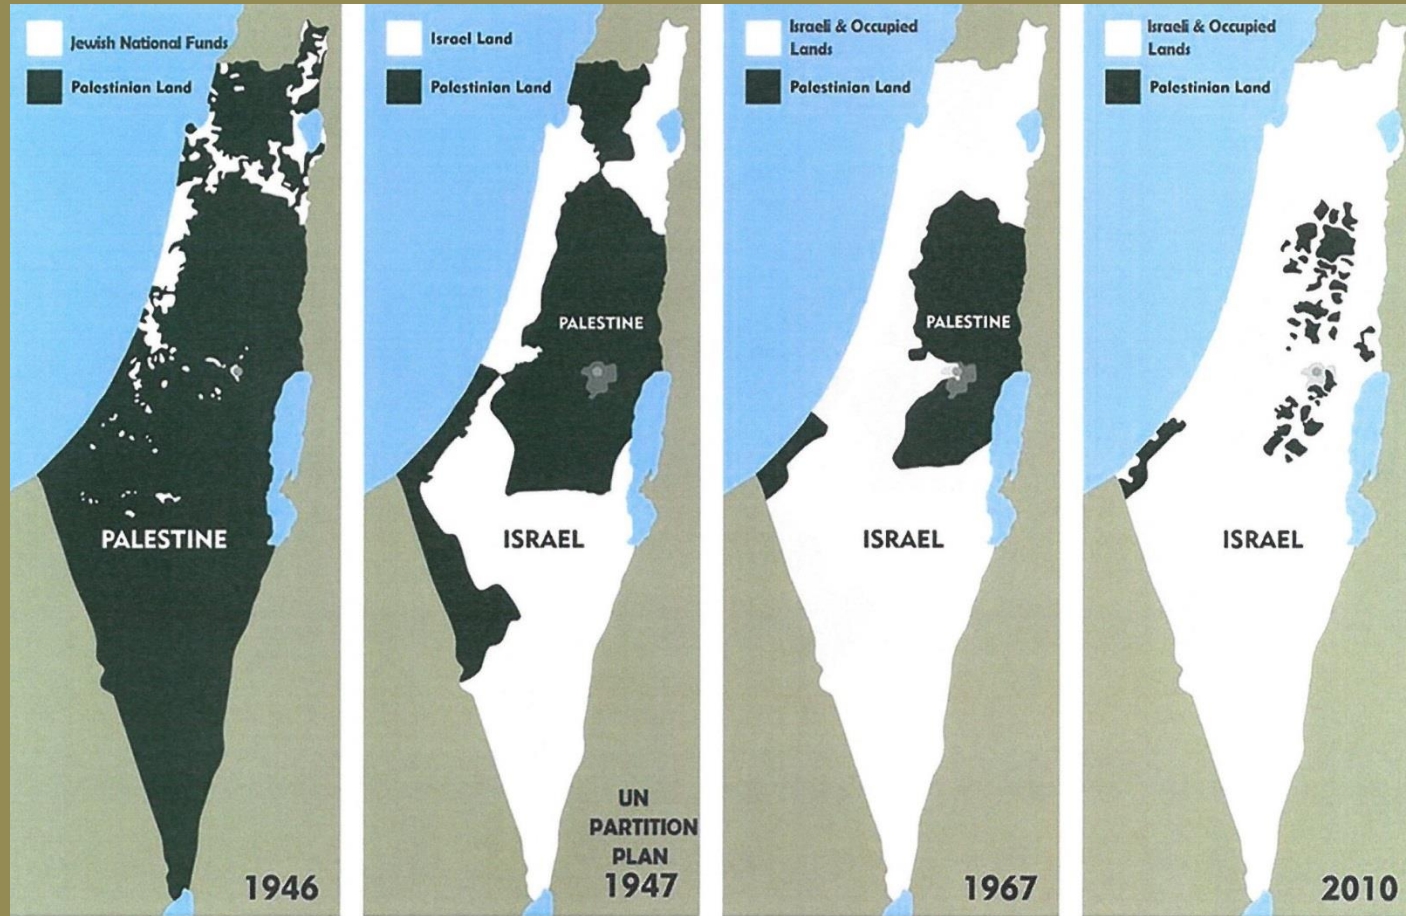 Jewish National Funds
Palestinian Land
PALESTINE
1946
Israel Land
Palestinian Land
PALESTINE
ISRAEL
UN
PARTITION
PLAN
1947
Israeli & Occupied
Lands
Palestinian Land
PALESTINE
ISRAEL
1967
Israeli & Occupied
Lands
Palestinian Land
ISRAEL
2010